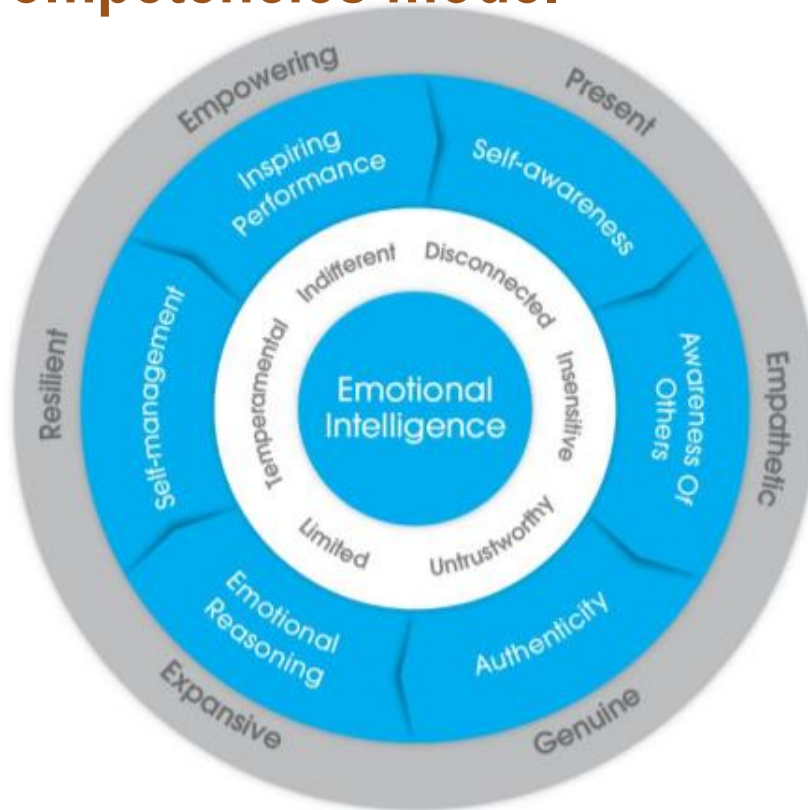 ompetencies model
Empowering
Present
Empathetic
Genuine
Expansive
Resilient
Inspiring
Performance
Self-awareness
Awareness Of
Others
Authenticity
Emotional
Reasoning
Self-management
Indifferent
Disconnected
Insensitive
Untrustworthy
Limited
Temperamental
Emotional
Intelligence